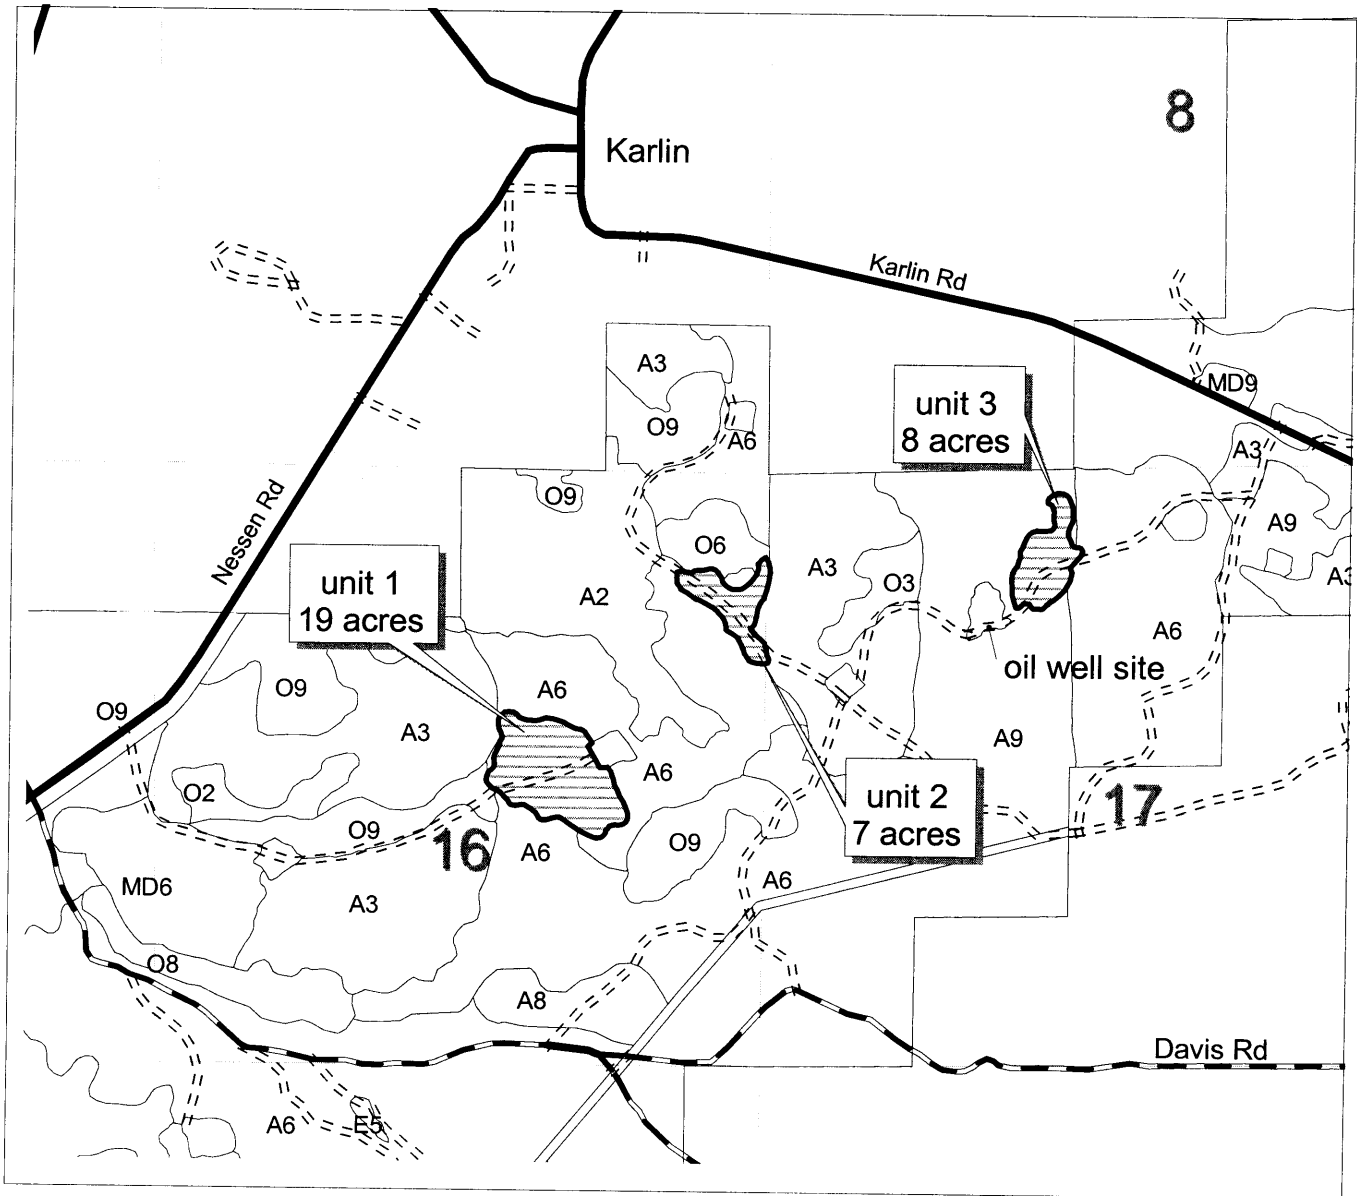 8
Karlin
Karlin Rd
A3
MD9
unit 3
8 acres
O9
A6
A3
O9
A9
Nessen Rd
O6
unit 1
19 acres
A2
A3
O3
A3
A6
oil well site
O9
A6
O9
A3
A9
A6
O2
unit 2
7 acres
17
O9
16
A6
O9
MD6
A3
A6
O8
A8
Davis Rd
A6
E5